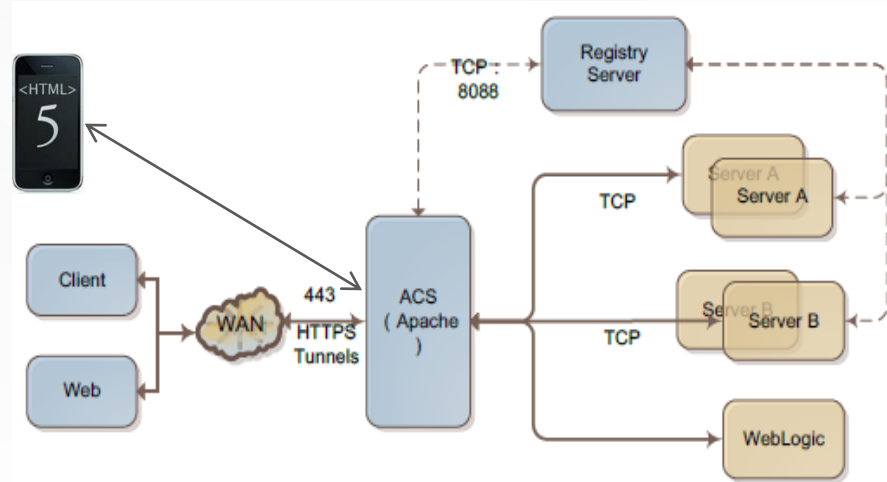 <HTML>
5
TCP :
8088
Registry
Server
Server A
Server A
TCP
Client
Web
WAN
443
HTTPS
Tunnels
ACS
( Apache
)
Server B
Server B
TCP
WebLogic